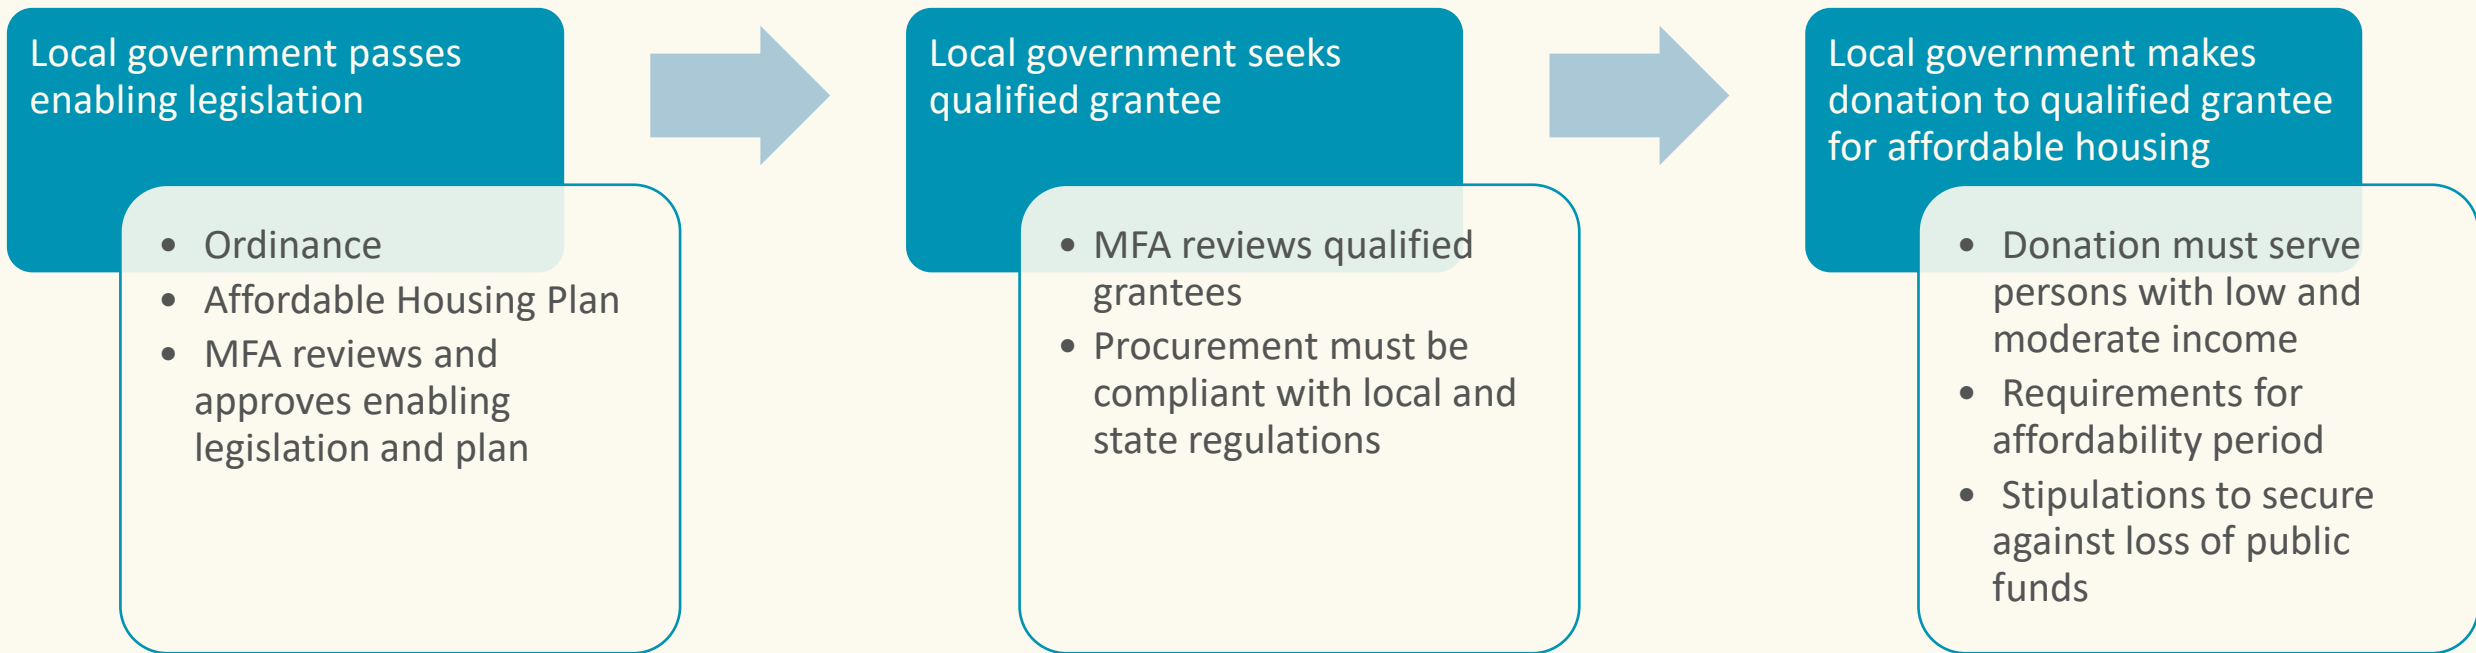 Local government passes
enabling legislation
• Ordinance
• Affordable Housing Plan
• MFA reviews and
approves enabling
legislation and plan
Local government seeks
qualified grantee
• MFA reviews qualified
grantees
• Procurement must be
compliant with local and
state regulations
Local government makes
donation to qualified grantee
for affordable housing
• Donation must serve
persons with low and
moderate income
• Requirements for
affordability period
• Stipulations to secure
against loss of public
funds